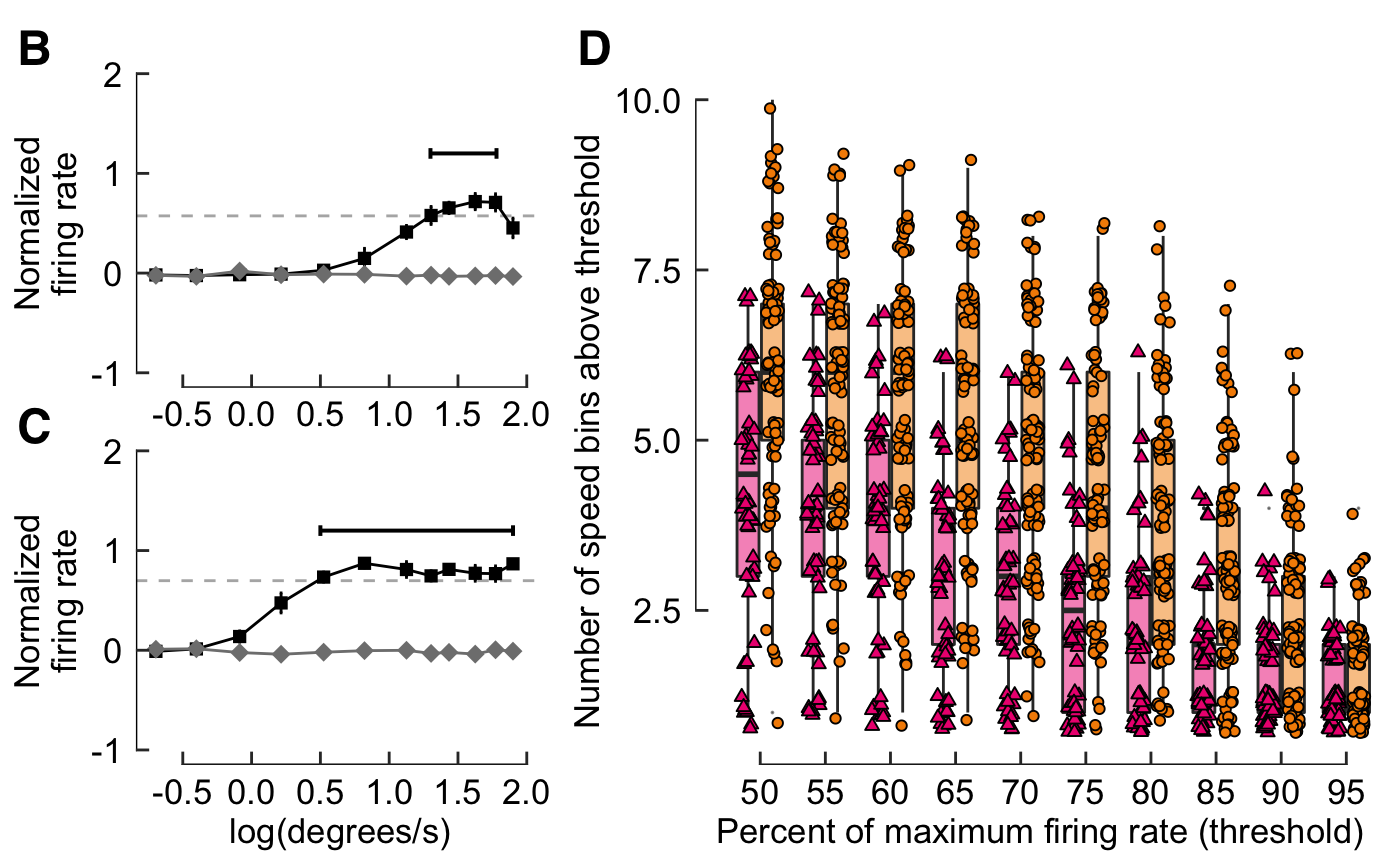 B
2
1
0
-1
Normalized
firing rate
-0.5 0.0 0.5 1.0 1.5 2.0
C
2
1
0
-1
Normalized
firing rate
-0.5 0.0 0.5 1.0 1.5 2.0
log(degrees/s)
D
10.0
7.5
5.0
2.5
Number of speed bins above threshold
50 55 60 65 70 75 80 85 90 95
Percent of maximum firing rate (threshold)